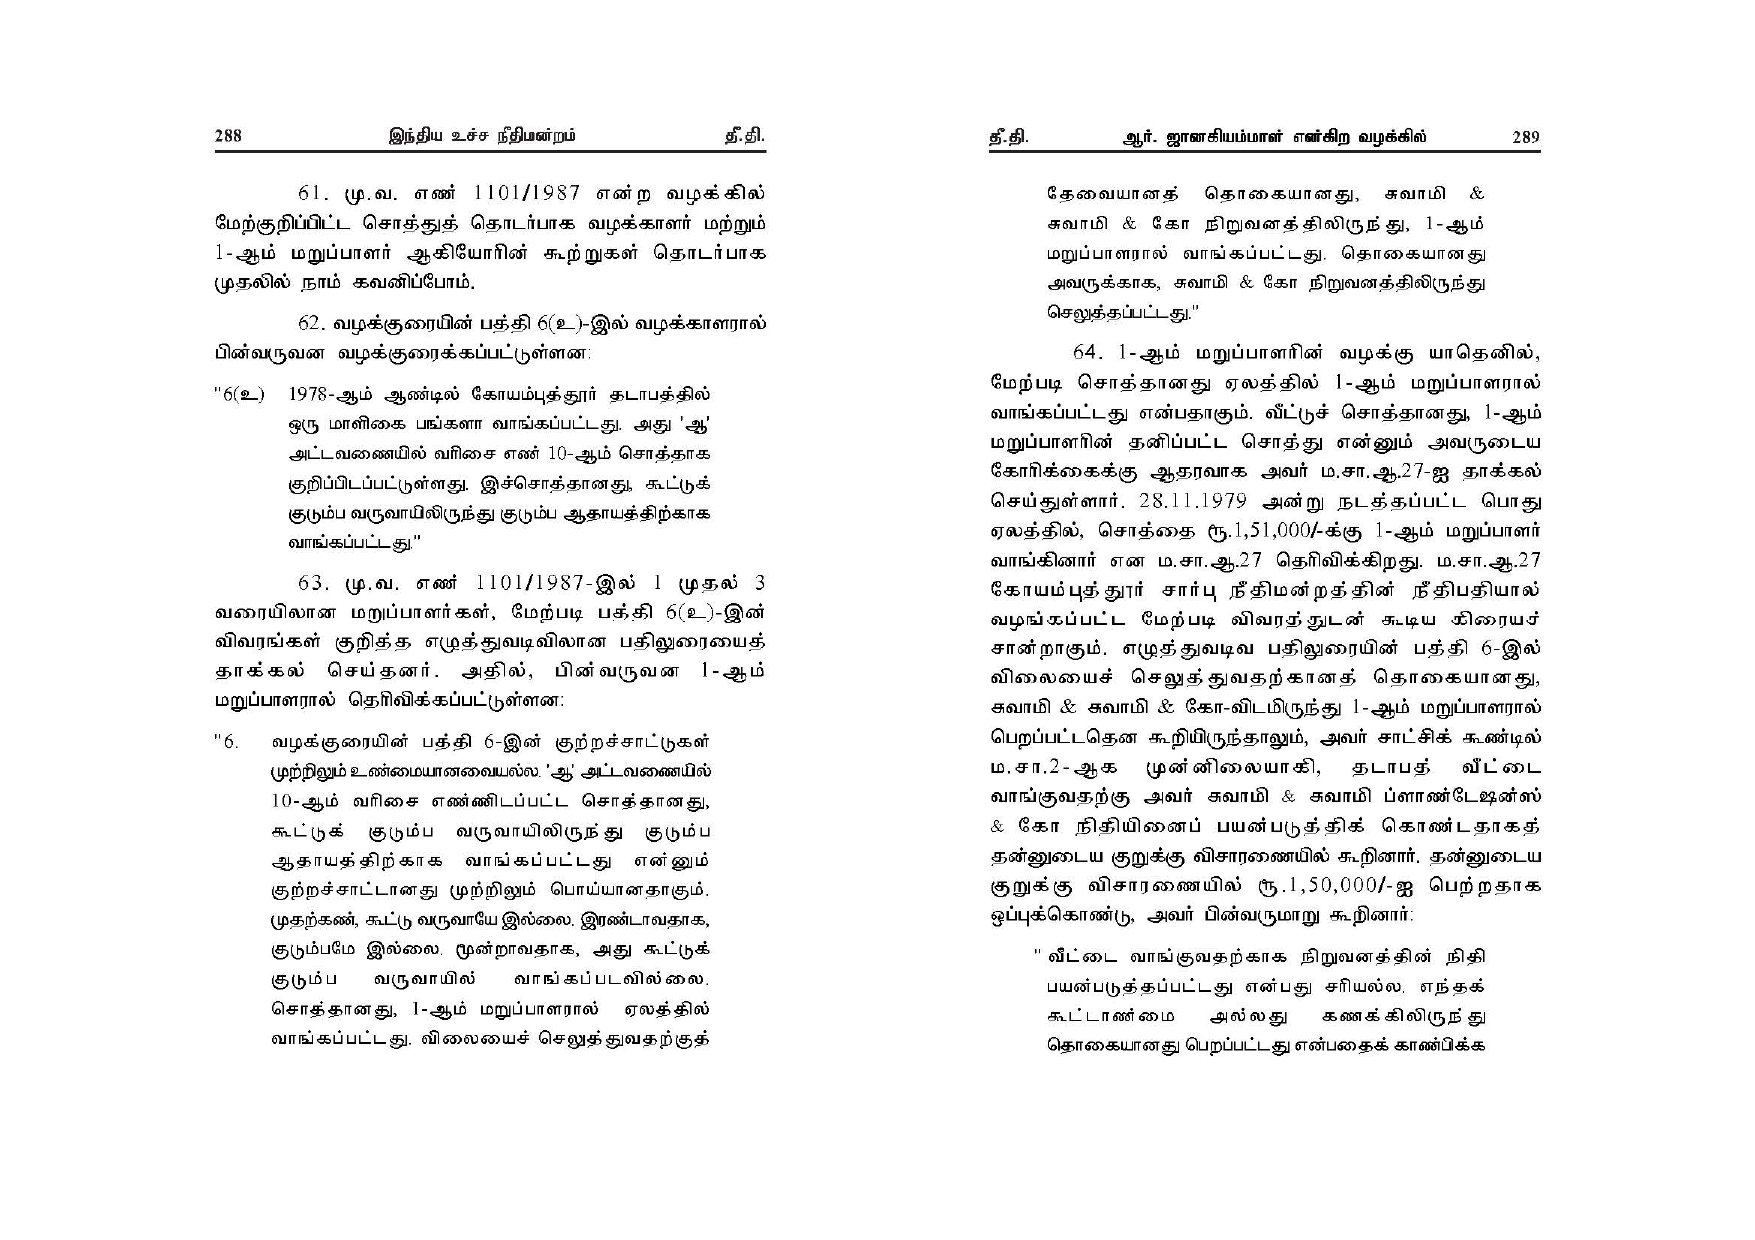 288 இந்திய உச்ச நீதிமன்றம் தீ.தி.
61. மு.வ. எண் 1101/1987 என்ற வழக்கில்
மேற்குறிப்பிட்ட சொத்துத் தொடர்பாக வழக்காளர் மற்றும்
1-ஆம் மறுப்பாளர் ஆகியோரின் கூற்றுகள் தொடர்பாக
முதலில் நாம் கவனிப்போம்.
62. வழக்குரையின் பத்தி 6(உ)-இல் வழக்காளரால்
பின்வருவன வழக்குரைக்கப்பட்டுள்ளன:
"6(உ) 1978-ஆம் ஆண்டில் கோயம்புத்தூர் தடாபத்தில்
ஒரு மாளிகை பங்களா வாங்கப்பட்டது. அது 'ஆ'
அட்டவணையில் வரிசை எண் 10-ஆம் சொத்தாக
குறிப்பிடப்பட்டுள்ளது. இச்சொத்தானது, கூட்டுக்
குடும்ப வருவாயிலிருந்து குடும்ப ஆதாயத்திற்காக
வாங்கப்பட்டது."
63. மு.வ. எண் 1101/1987-இல் 1 முதல் 3
வரையிலான மறுப்பாளர்கள், மேற்படி பத்தி 6(உ)-இன்
விவரங்கள் குறித்த எழுத்துவடிவிலான பதிலுரையைத்
தாக்கல் செய்தனர். அதில், பின்வருவன 1-ஆம்
மறுப்பாளரால் தெரிவிக்கப்பட்டுள்ளன:
"6. வழக்குரையின் பத்தி 6-இன் குற்றச்சாட்டுகள்
முற்றிலும் உண்மையானவையல்ல. 'ஆ' அட்டவணையில்
10-ஆம் வரிசை எண்ணிடப்பட்ட சொத்தானது,
கூட்டுக் குடும்ப வருவாயிலிருந்து குடும்ப
ஆதாயத்திற்காக வாங்கப்பட்டது என்னும்
குற்றச்சாட்டானது முற்றிலும் பொய்யானதாகும்.
முதற்கண், கூட்டு வருவாயே இல்லை. இரண்டாவதாக,
குடும்பமே இல்லை. மூன்றாவதாக, அது கூட்டுக்
குடும்ப வருவாயில் வாங்கப்படவில்லை.
சொத்தானது, 1-ஆம் மறுப்பாளரால் ஏலத்தில்
வாங்கப்பட்டது. விலையைச் செலுத்துவதற்குத்
தீ.தி. ஆர். ஜானகியம்மாள் என்கிற வழக்கில் 289
தேவையானத் தொகையானது, சுவாமி &
சுவாமி & கோ நிறுவனத்திலிருந்து, 1-ஆம்
மறுப்பாளரால் வாங்கப்பட்டது. தொகையானது
அவருக்காக, சுவாமி & கோ நிறுவனத்திலிருந்து
செலுத்தப்பட்டது."
64. 1-ஆம் மறுப்பாளரின் வழக்கு யாதெனில்,
மேற்படி சொத்தானது ஏலத்தில் 1-ஆம் மறுப்பாளரால்
வாங்கப்பட்டது என்பதாகும். வீட்டுச் சொத்தானது, 1-ஆம்
மறுப்பாளரின் தனிப்பட்ட சொத்து என்னும் அவருடைய
கோரிக்கைக்கு ஆதரவாக அவர் ம.சா.ஆ.27-ஐ தாக்கல்
செய்துள்ளார். 28.11.1979 அன்று நடத்தப்பட்ட பொது
ஏலத்தில், சொத்தை ரூ.1,51,000/-க்கு 1-ஆம் மறுப்பாளர்
வாங்கினார் என ம.சா.ஆ.27 தெரிவிக்கிறது. ம.சா.ஆ.27
கோயம்புத்தூர் சார்பு நீதிமன்றத்தின் நீதிபதியால்
வழங்கப்பட்ட மேற்படி விவரத்துடன் கூடிய கிரையச்
சான்றாகும். எழுத்துவடிவ பதிலுரையின் பத்தி 6-இல்
விலையைச் செலுத்துவதற்கானத் தொகையானது,
சுவாமி & சுவாமி & கோ-விடமிருந்து 1-ஆம் மறுப்பாளரால்
பெறப்பட்டதென கூறியிருந்தாலும், அவர் சாட்சிக் கூண்டில்
ம.சா.2-ஆக முன்னிலையாகி, தடாபத் வீட்டை
வாங்குவதற்கு அவர் சுவாமி & சுவாமி ப்ளாண்டேஷன்ஸ்
& கோ நிதியினைப் பயன்படுத்திக் கொண்டதாகத்
தன்னுடைய குறுக்கு விசாரணையில் கூறினார். தன்னுடைய
குறுக்கு விசாரணையில் ரூ.1,50,000/-ஐ பெற்றதாக
ஒப்புக்கொண்டு, அவர் பின்வருமாறு கூறினார்:
" வீட்டை வாங்குவதற்காக நிறுவனத்தின் நிதி
பயன்படுத்தப்பட்டது என்பது சரியல்ல. எந்தக்
கூட்டாண்மை அல்லது கணக்கிலிருந்து
தொகையானது பெறப்பட்டது என்பதைக் காண்பிக்க